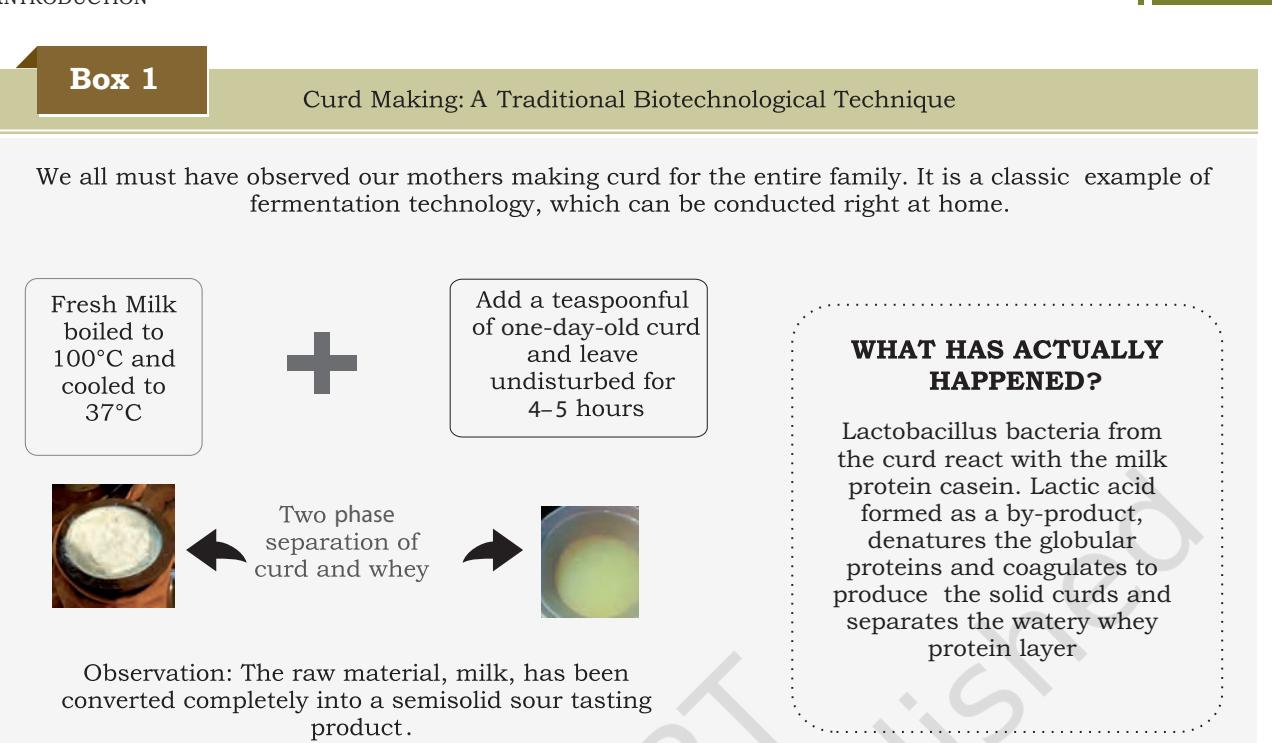 INTRODUCTION
Box 1
Curd Making: A Traditional Biotechnological Technique
We all must have observed our mothers making curd for the entire family. It is a classic example of
fermentation technology, which can be conducted right at home.
Fresh Milk
boiled to
100°C and
cooled to
37°C
Add a teaspoonful
of one-day-old curd
and leave
undisturbed for
4–5 hours
Two phase
separation of
curd and whey
Observation: The raw material, milk, has been
converted completely into a semisolid sour tasting
product.
WHAT HAS ACTUALLY
HAPPENED?
Lactobacillus bacteria from
the curd react with the milk
protein casein. Lactic acid
formed as a by-product,
denatures the globular
proteins and coagulates to
produce the solid curds and
separates the watery whey
protein layer